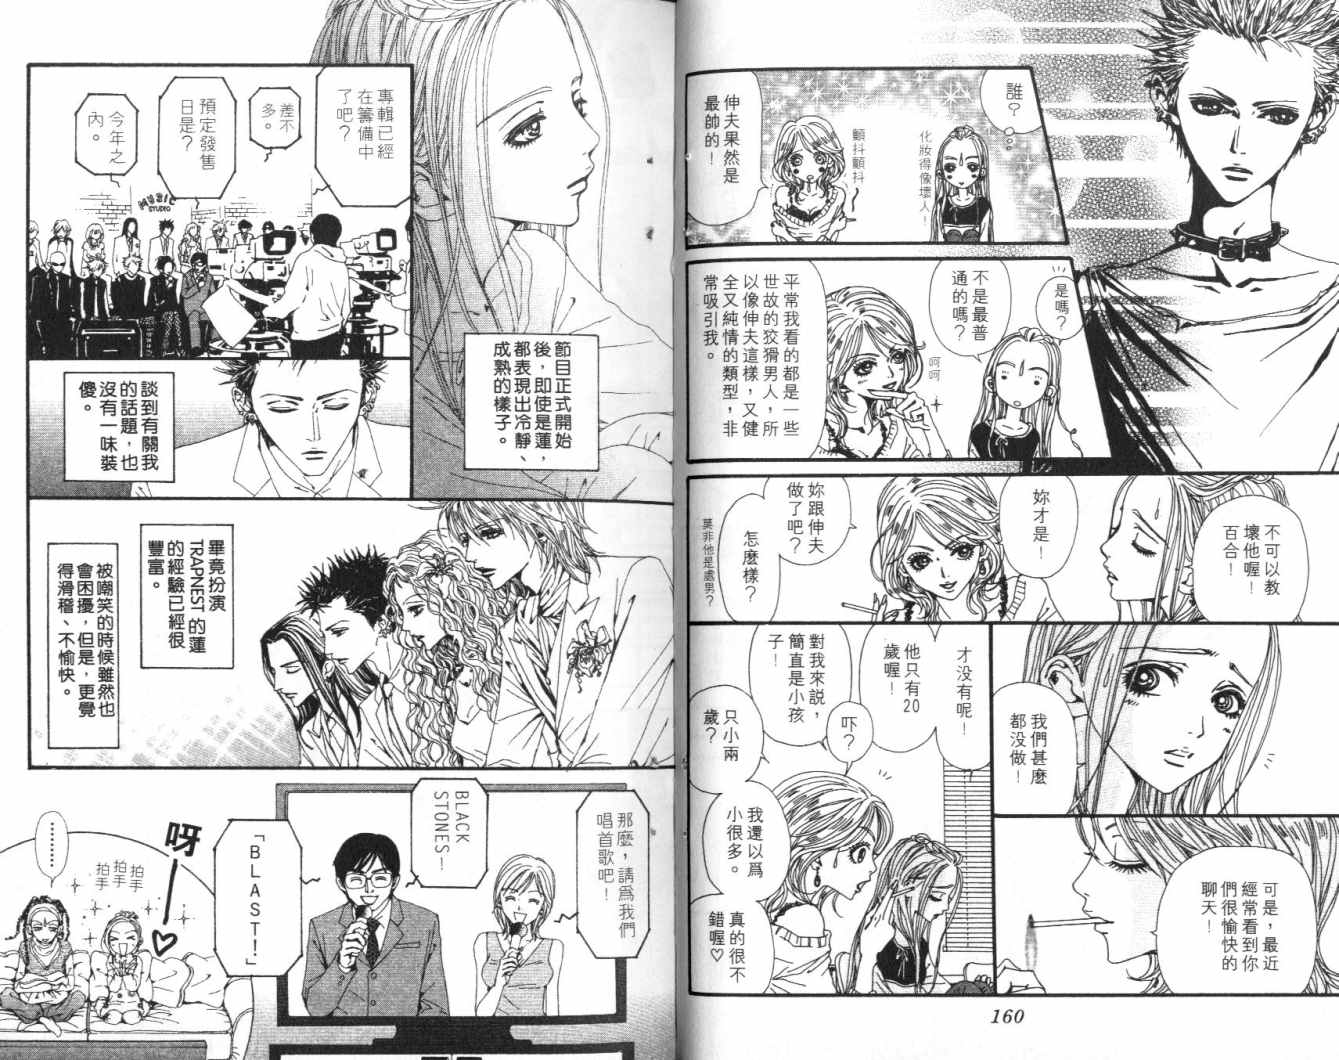 誰？
化妝得像壞人！
顫抖顫抖
伸夫果然是
最帥的！
是嗎？
不是最普
通的嗎？
呵呵
平常我看的都是一些
世故的狡猾男人，所
以像伸夫這樣，又健
全又純情的類型，非
常吸引我。
不可以教
壞他喔！
百合！
妳才是！
妳跟伸夫
做了吧？
怎麼樣？
莫非他是處男？
我們甚麼
都没做！
可是，最近
經常看到你
們很愉快的
聊天！
才没有呢！
他只有20
歲喔！
對我來説，
簡直是小孩
子！
吓？
只小兩
歲？
我還以爲
小很多。
真的很不
錯喔♡
160
專輯已經
在籌備中
了吧？
差不
多。
預定發售
日是？
今年之
內。
MUSIC
STUDIO
節目正式開始
後，即使是蓮，
都表現出冷靜、
成熟的樣子。
談到有關我
的話題，也
沒有一味裝
傻。
畢竟扮演
TRAPNEST 的蓮
的經驗已經很
豐富。
被嘲笑的時候雖然也
會困擾，但是，更覺
得滑稽、不愉快。
那麼，請爲我們
唱首歌吧！
BLACK
STONES—
「BLAST！」
呀
♡
拍手
拍手
拍手
………